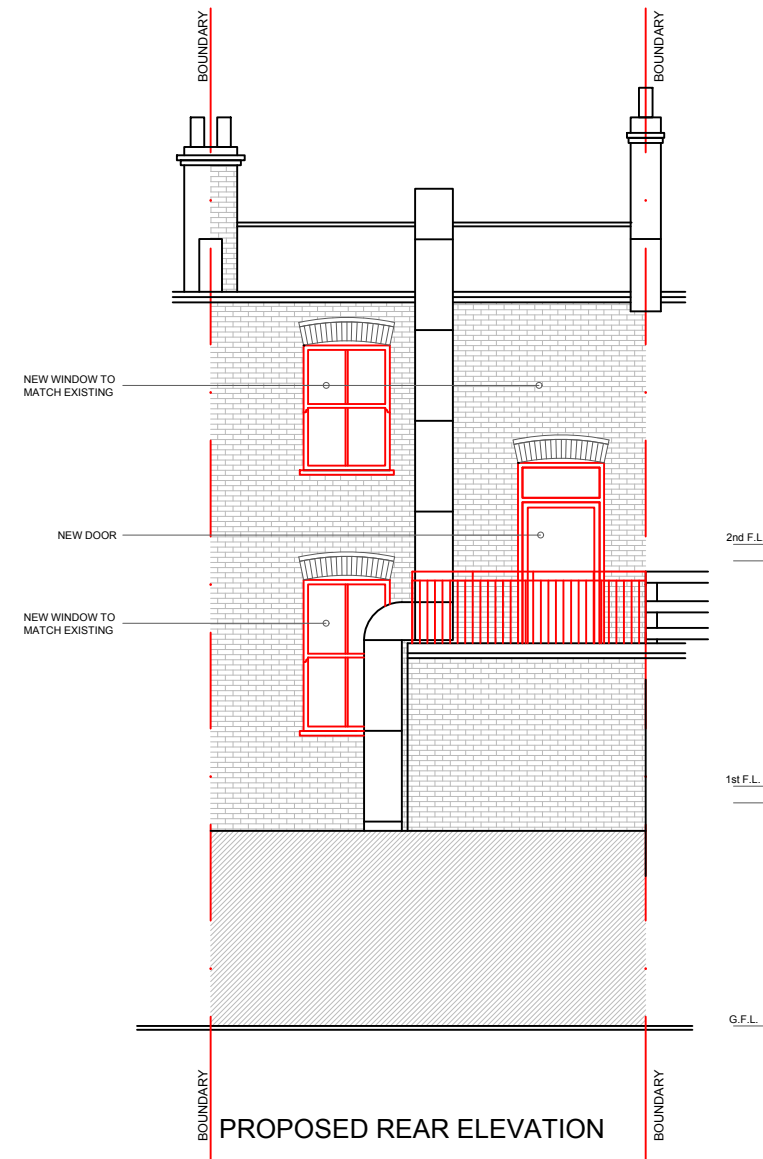 BOUNDARY
BOUNDARY
NEW WINDOW TO
MATCH EXISTING
NEW DOOR
2nd F.L
NEW WINDOW TO
MATCH EXISTING
1st F.L.
G.F.L.
BOUNDARY
BOUNDARY
PROPOSED REAR ELEVATION